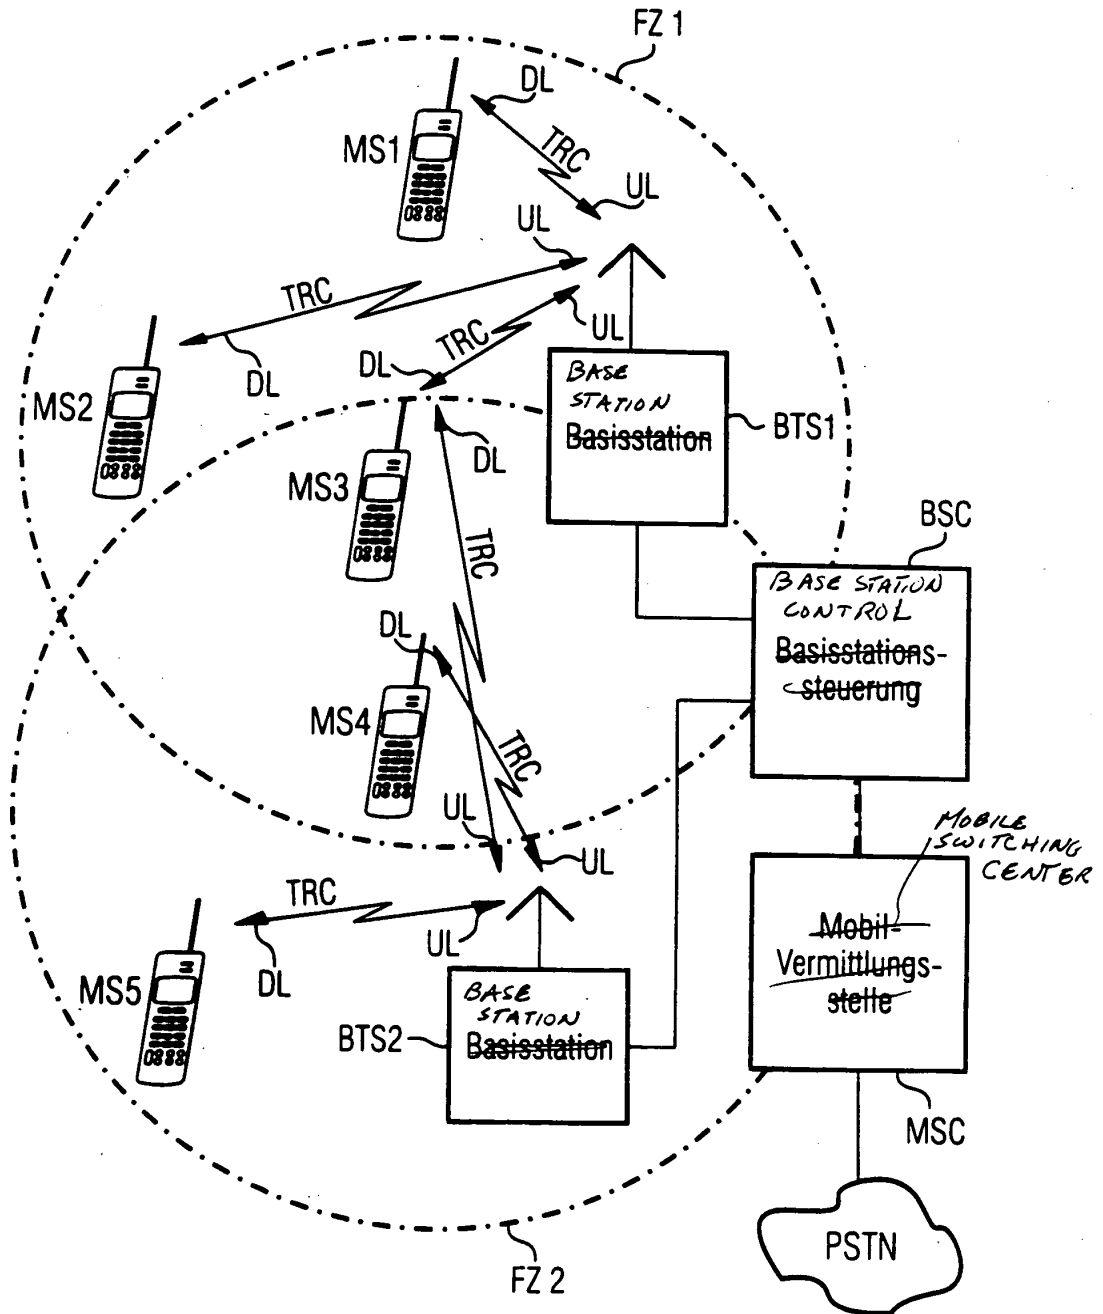 FZ 1
DL
MS1
TRC
UL
UL
TRC
DL
MS2
TRC
UL
DL
BASE
STATION
Basisstation
BTS1
DL
MS3
TRC
BSC
BASE STATION
CONTROL
Basisstations-
steuerung
DL
MS4
TRC
UL
UL
MOBILE
SWITCHING
CENTER
Mobil-
Vermittlungs-
stelle
MSC
TRC
UL
DL
MS5
BASE
STATION
Basisstation
BTS2
FZ 2
PSTN